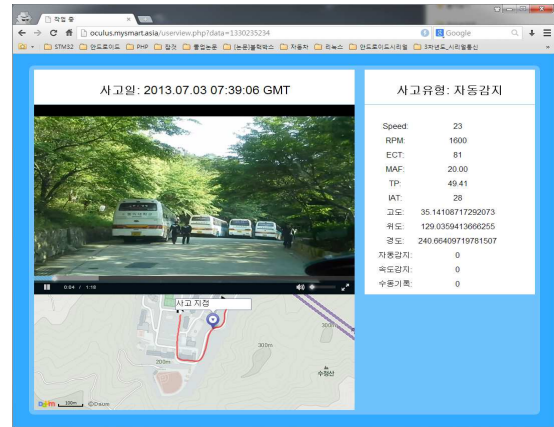 작업 중
oculus.mysmart.asia/userview.php?data=1330235234
Google
STM32 안드로이드 PHP 잡것 졸업논문 [논문]블랙박스 자동차 리눅스 안드로이드시리얼 3학년도_시리얼통신
사고일: 2013.07.03 07:39:06 GMT
0:04 / 1:18
사고 지점
300m
300m
200m
수정산
100m
©Daum
사고유형: 자동감지
Speed: 23
RPM: 1600
ECT: 81
MAF: 20.00
TP: 49.41
IAT: 28
고도: 35.14108717292073
위도: 129.0359413666255
경도: 240.66409719781507
자동감지: 0
속도감지: 0
수동기록: 0